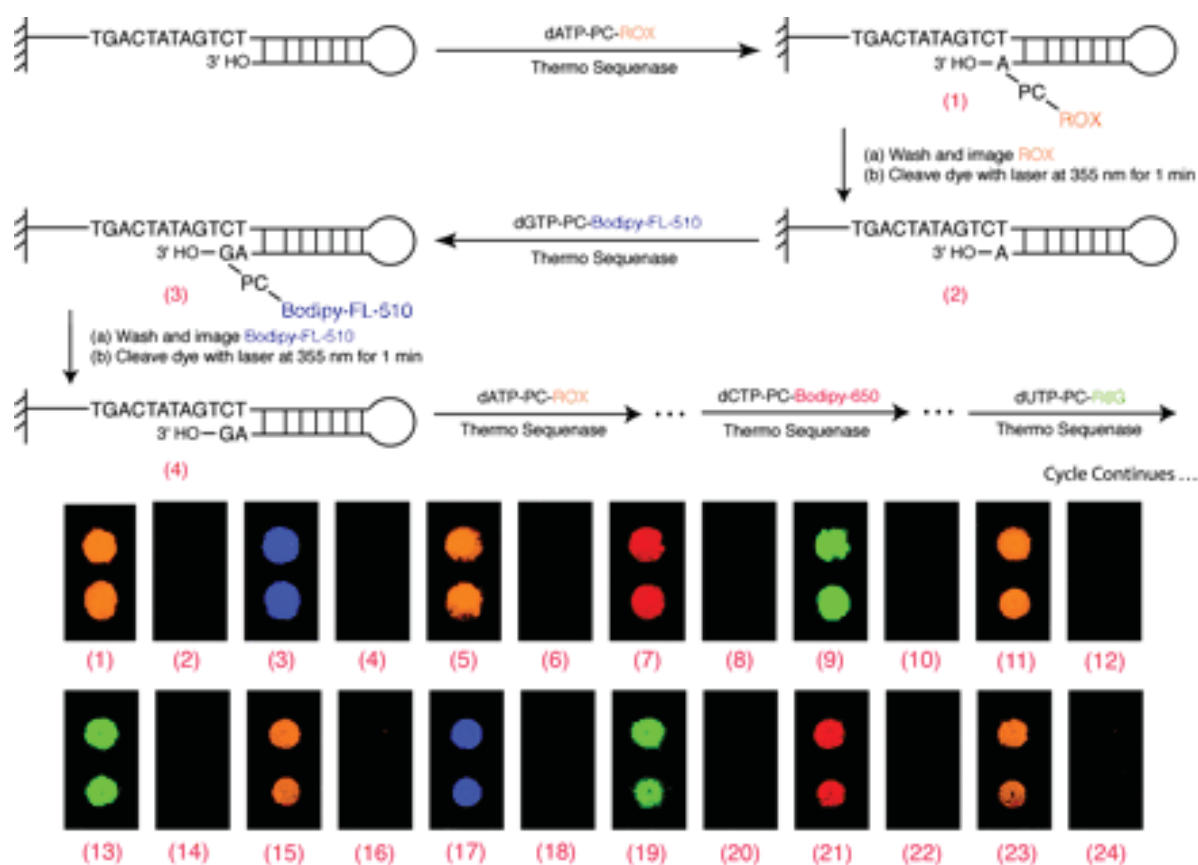 TGACTATAGTCT
3' HO
dATP-PC-ROX
Thermo Sequenase
TGACTATAGTCT
3' HO—A
PC
ROX
(1)
(a) Wash and image ROX
(b) Cleave dye with laser at 355 nm for 1 min
TGACTATAGTCT
3' HO—GA
PC
Bodipy-FL-510
(3)
dGTP-PC-Bodipy-FL-510
Thermo Sequenase
TGACTATAGTCT
3' HO—A
(2)
(a) Wash and image Bodipy-FL-510
(b) Cleave dye with laser at 355 nm for 1 min
TGACTATAGTCT
3' HO—GA
(4)
dATP-PC-ROX
Thermo Sequenase
...
dCTP-PC-Bodipy-650
Thermo Sequenase
...
dUTP-PC-R6G
Thermo Sequenase
Cycle Continues ...
(1) (2) (3) (4) (5) (6) (7) (8) (9) (10) (11) (12)
(13) (14) (15) (16) (17) (18) (19) (20) (21) (22) (23) (24)